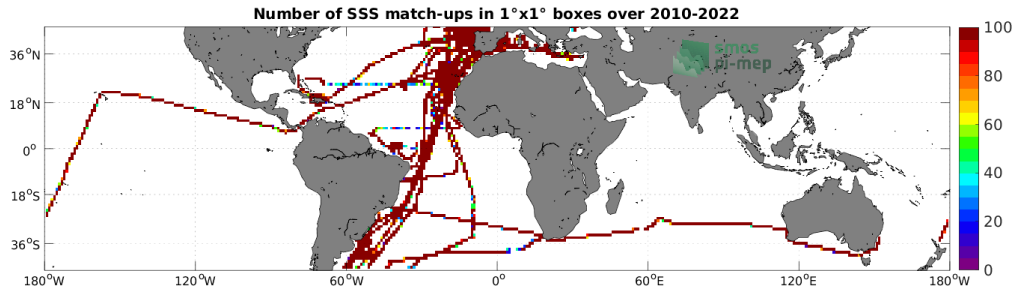 Number of SSS match-ups in 1°x1° boxes over 2010-2022
100
36°N
smos
pi-mep
80
18°N
60
0°
40
18°S
20
36°S
0
180°W
120°W
60°W
0°
60°E
120°E
180°W